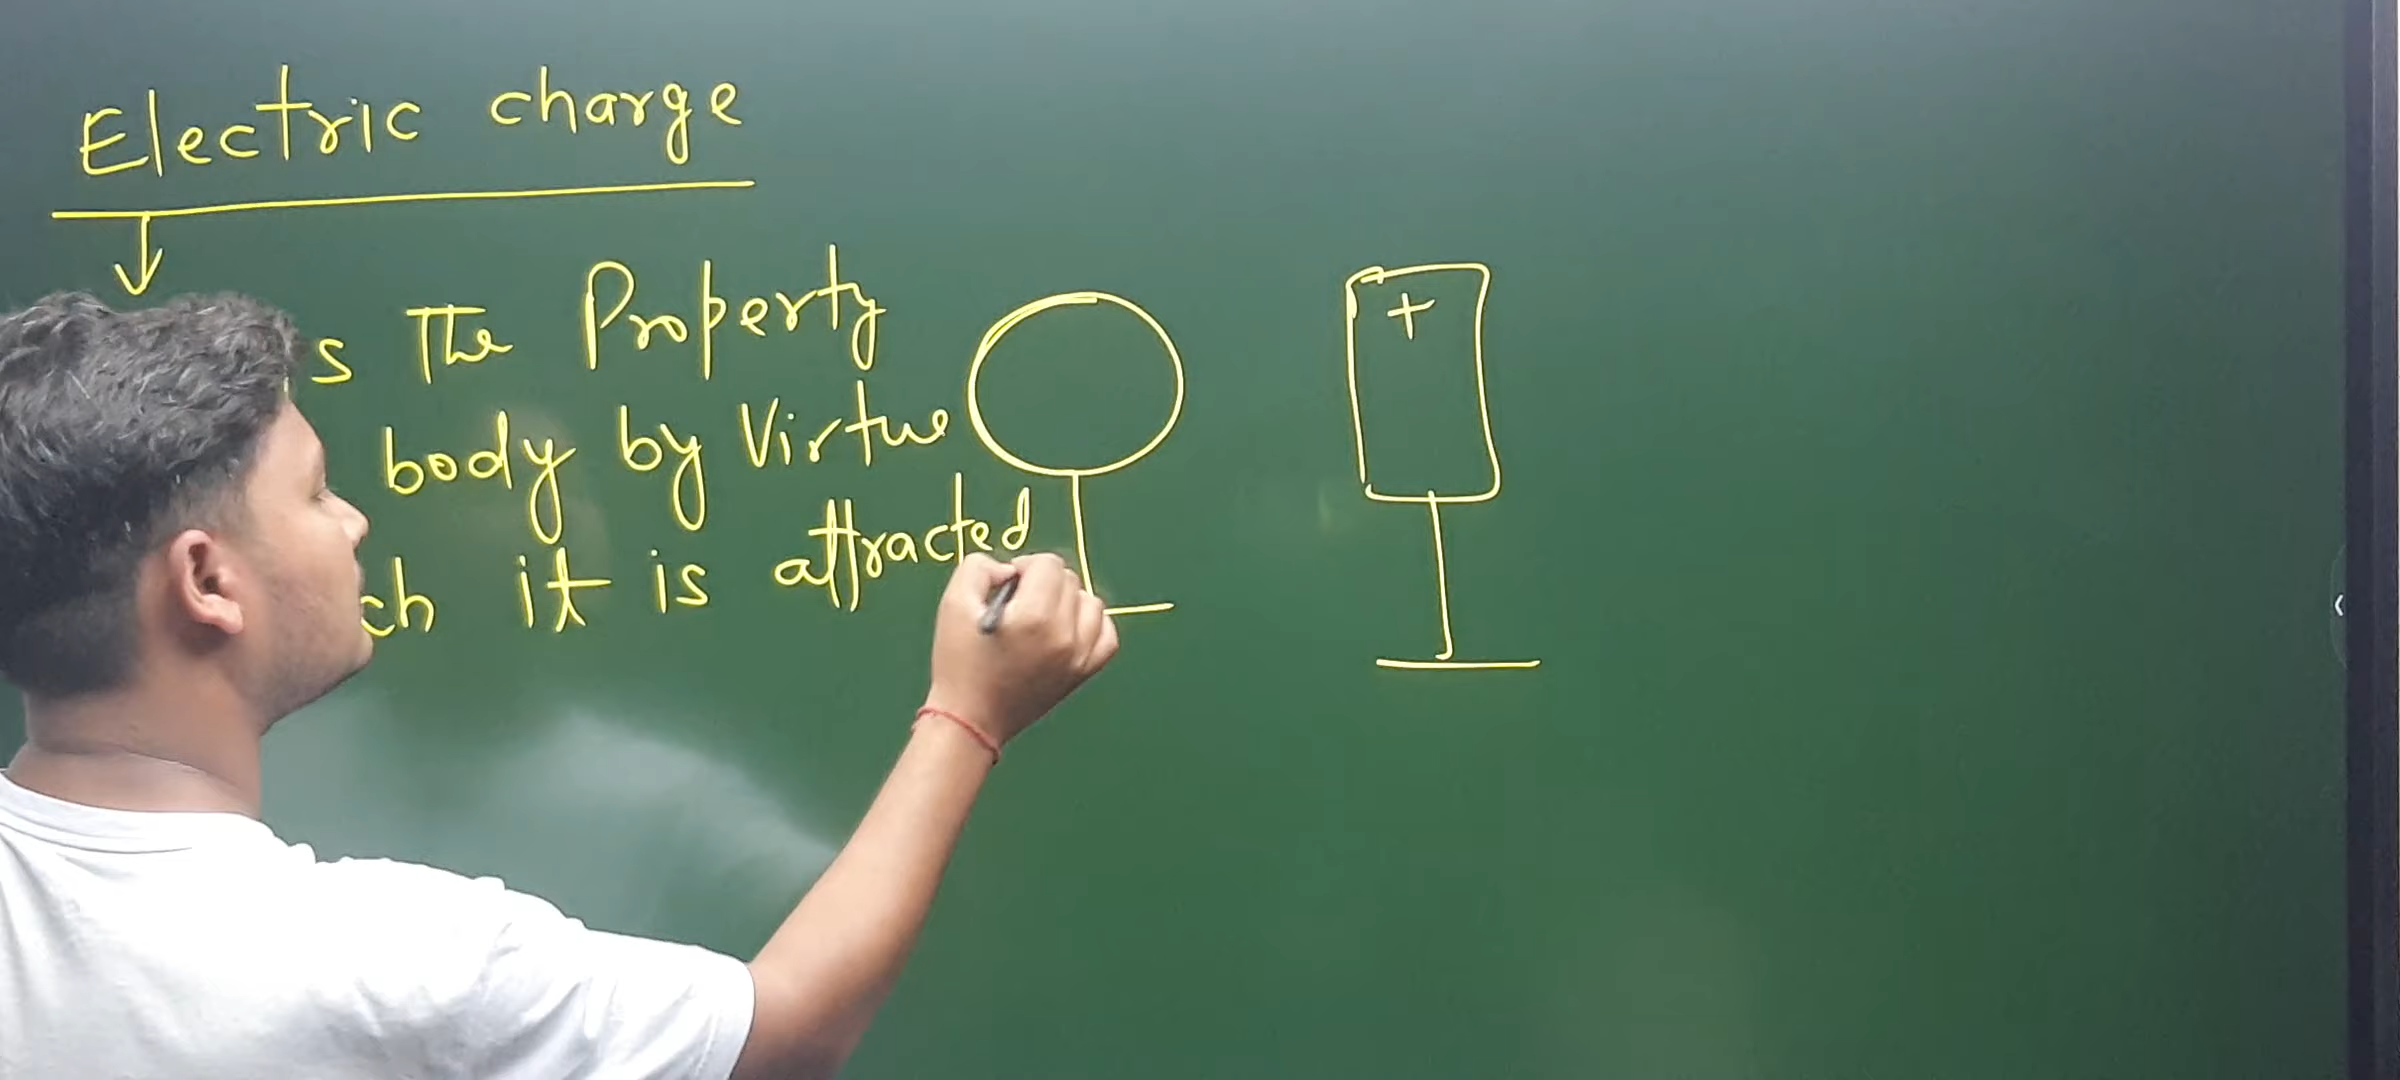 Electric charge
s The Property
body by Virtue
ch it is attracted
+